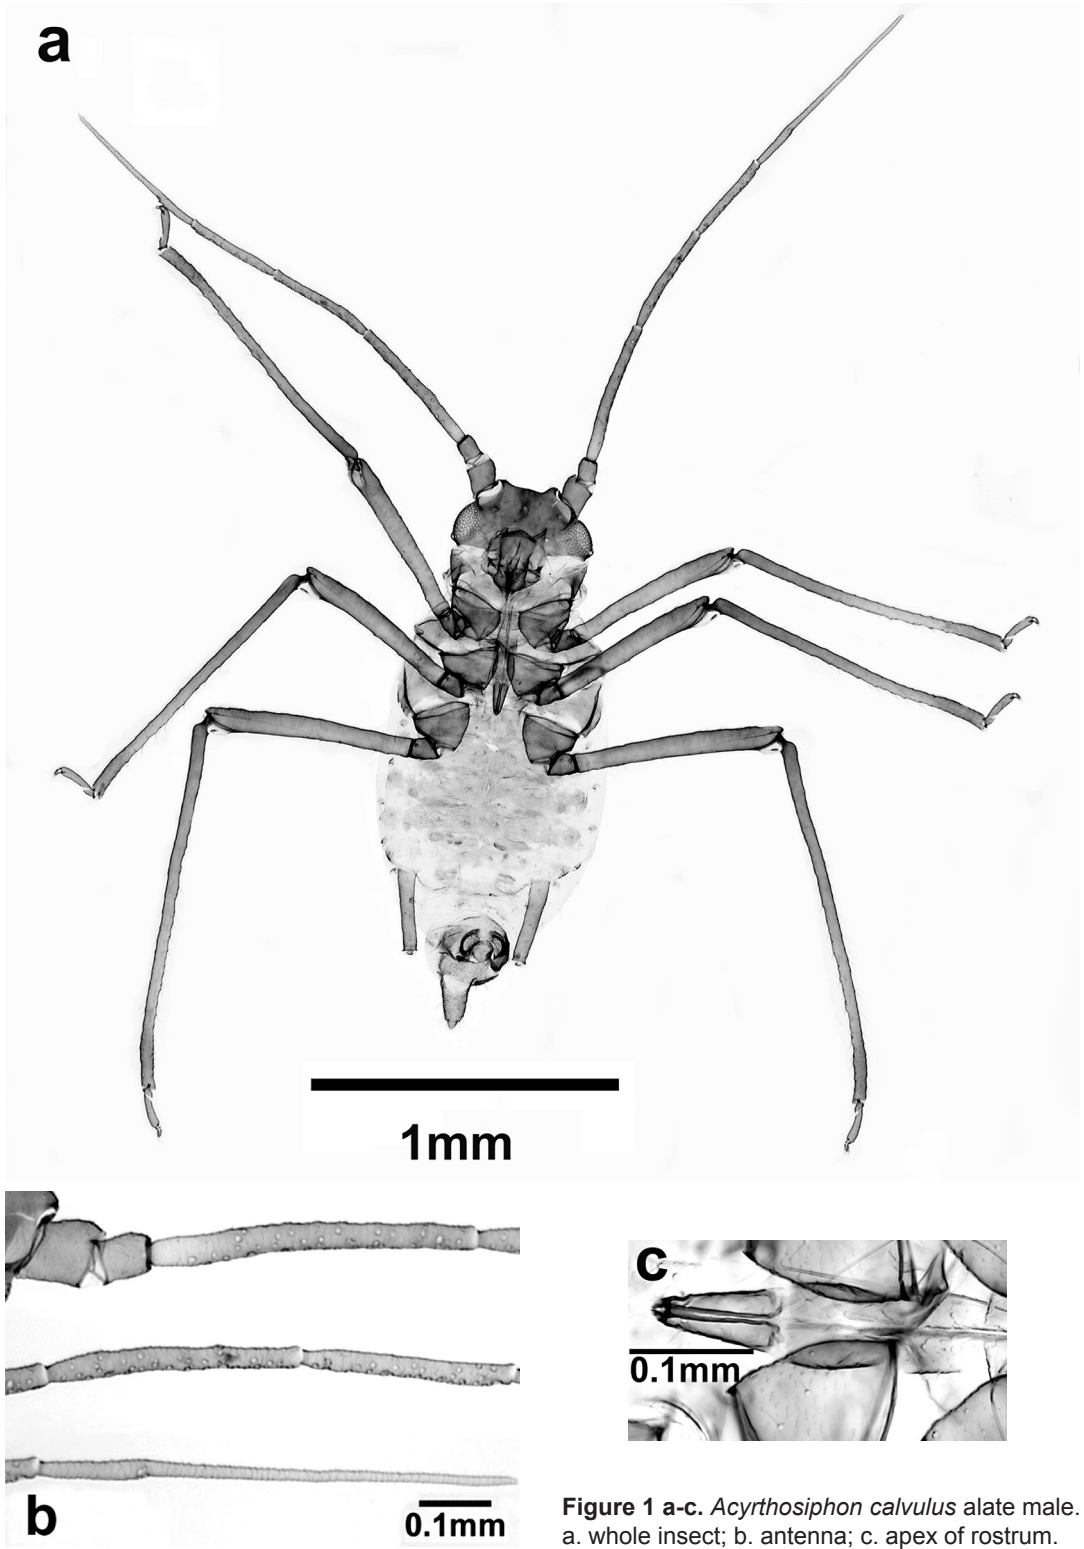 a
1mm
b
0.1mm
c
0.1mm
Figure 1 a-c. Acyrthosiphon calvulus alate male.
a. whole insect; b. antenna; c. apex of rostrum.